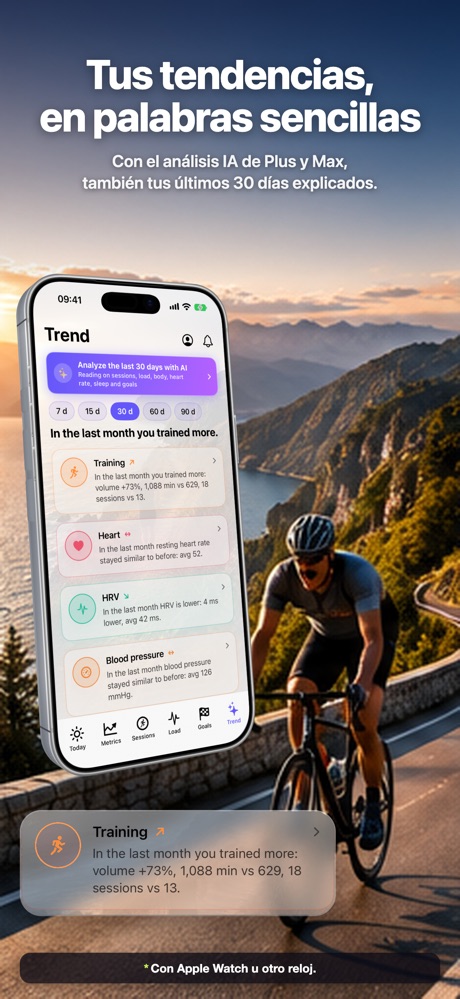 Tus tendencias,
en palabras sencillas
Con el análisis IA de Plus y Max,
también tus últimos 30 días explicados.
09:41
Trend
Analyze the last 30 days with AI
Reading on sessions, load, body, heart
rate, sleep and goals
7 d
15 d
30 d
60 d
90 d
In the last month you trained more.
Training
In the last month you trained more:
volume +73%, 1,088 min vs 629, 18
sessions vs 13.
Heart
In the last month resting heart rate
stayed similar to before: avg 52.
HRV
In the last month HRV is lower: 4 ms
lower, avg 42 ms.
Blood pressure
In the last month blood pressure
stayed similar to before: avg 126
mmHg.
Today
Metrics
Sessions
Load
Goals
Trend
Training
In the last month you trained more:
volume +73%, 1,088 min vs 629, 18
sessions vs 13.
* Con Apple Watch u otro reloj.